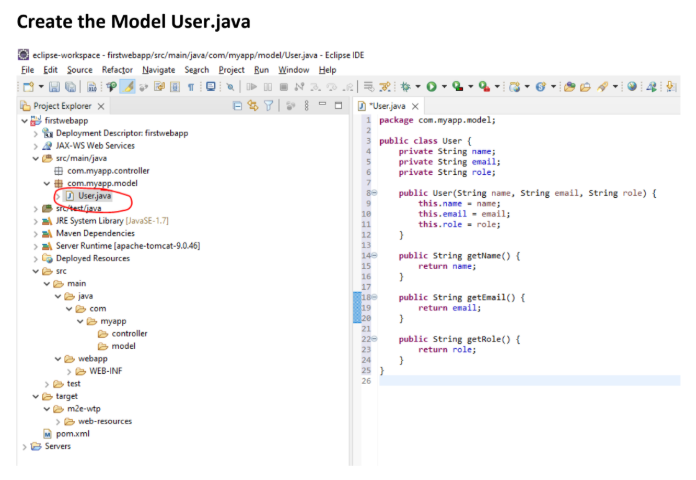 Create the Model User.java
eclipse-workspace - firstwebapp/src/main/java/com/myapp/model/User.java - Eclipse IDE
File Edit Source Refactor Navigate Search Project Run Window Help
Project Explorer
firstwebapp
Deployment Descriptor: firstwebapp
JAX-WS Web Services
src/main/java
com.myapp.controller
com.myapp.model
User.java
src/test/java
JRE System Library [JavaSE-1.7]
Maven Dependencies
Server Runtime [apache-tomcat-9.0.46]
Deployed Resources
src
main
java
com
myapp
controller
model
webapp
WEB-INF
test
target
m2e-wtp
web-resources
pom.xml
Servers
*User.java
1 package com.myapp.model;
2
3 public class User {
4 private String name;
5 private String email;
6 private String role;
7
8 public User(String name, String email, String role) {
9 this.name = name;
10 this.email = email;
11 this.role = role;
12 }
13
14 public String getName() {
15 return name;
16 }
17
18 public String getEmail() {
19 return email;
20 }
21
22 public String getRole() {
23 return role;
24 }
25 }
26